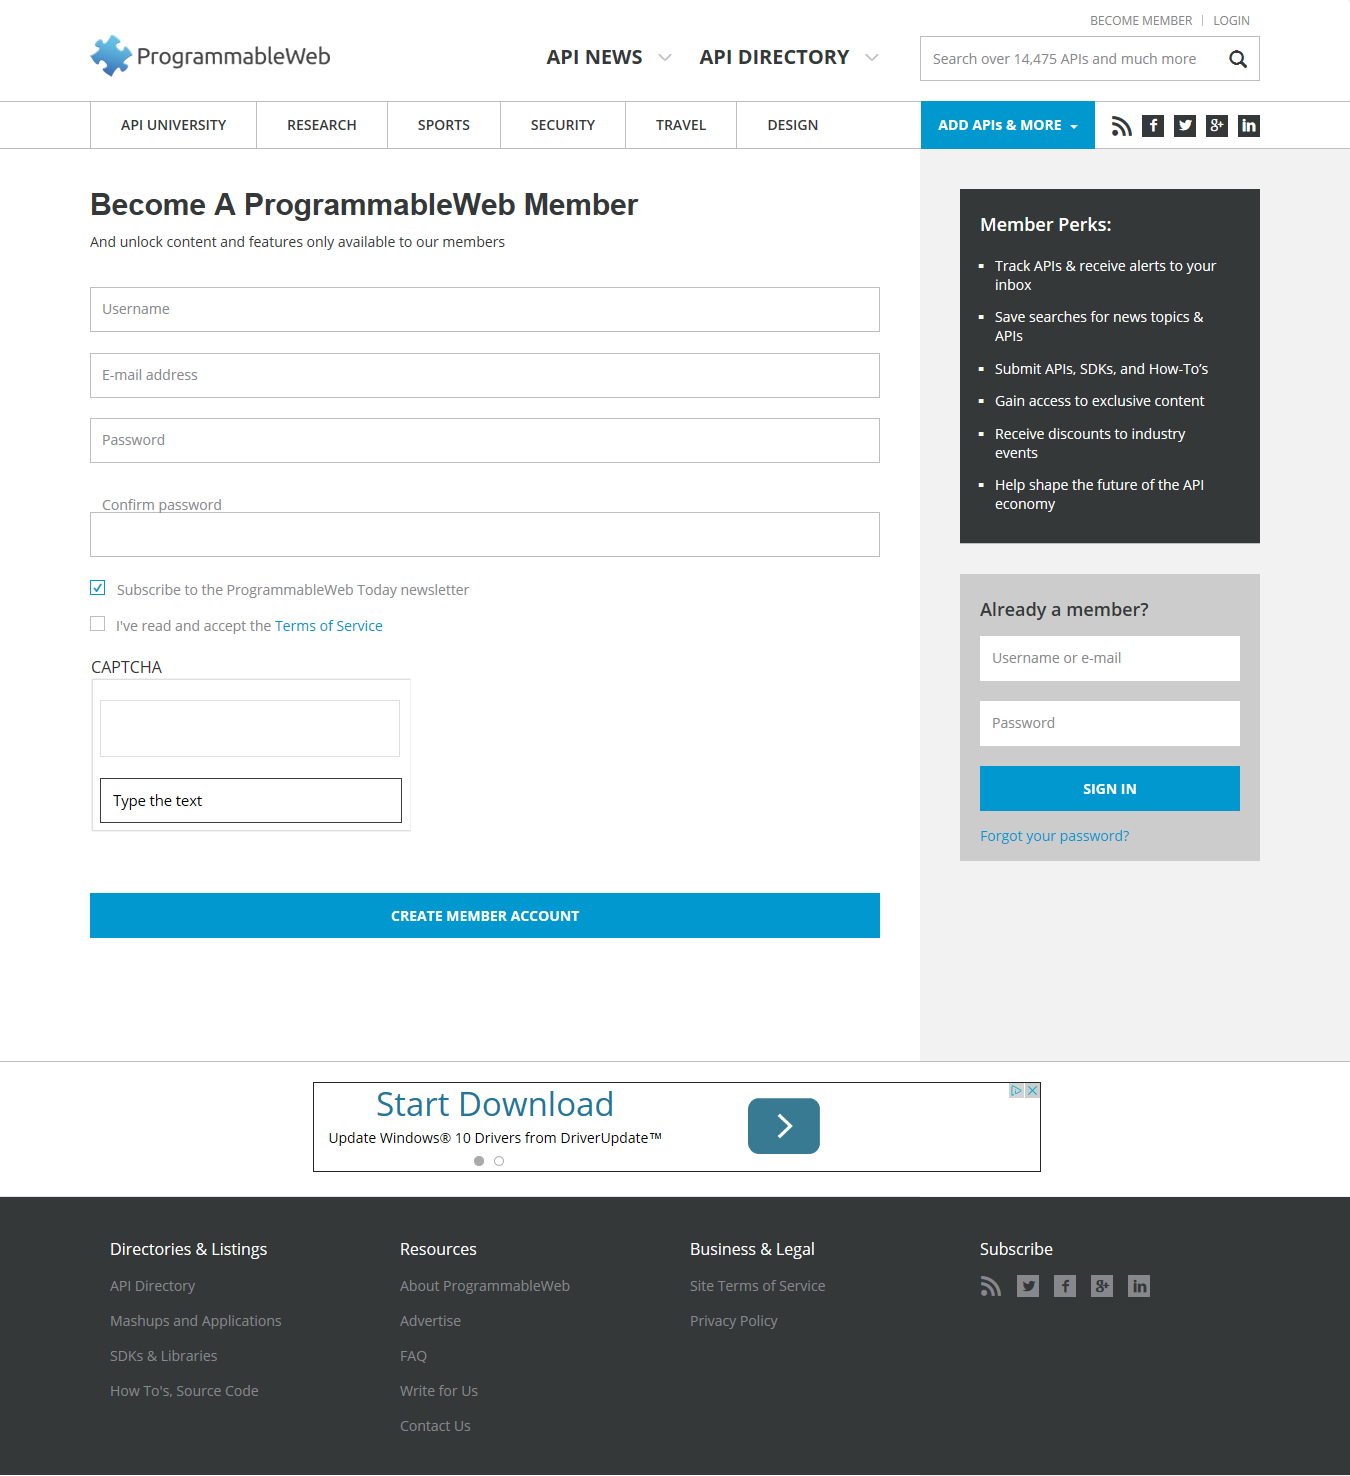 BECOME MEMBER
LOGIN
ProgrammableWeb
API NEWS
API DIRECTORY
Search over 14,475 APIs and much more
API UNIVERSITY
RESEARCH
SPORTS
SECURITY
TRAVEL
DESIGN
ADD APIs & MORE
Become A ProgrammableWeb Member
And unlock content and features only available to our members
Username
E-mail address
Password
Confirm password
Subscribe to the ProgrammableWeb Today newsletter
I've read and accept the Terms of Service
CAPTCHA
Type the text
CREATE MEMBER ACCOUNT
Member Perks:
Track APIs & receive alerts to your
inbox
Save searches for news topics &
APIs
Submit APIs, SDKs, and How-To’s
Gain access to exclusive content
Receive discounts to industry
events
Help shape the future of the API
economy
Already a member?
Username or e-mail
Password
SIGN IN
Forgot your password?
Start Download
Update Windows® 10 Drivers from DriverUpdate™
Directories & Listings
API Directory
Mashups and Applications
SDKs & Libraries
How To's, Source Code
Resources
About ProgrammableWeb
Advertise
FAQ
Write for Us
Contact Us
Business & Legal
Site Terms of Service
Privacy Policy
Subscribe